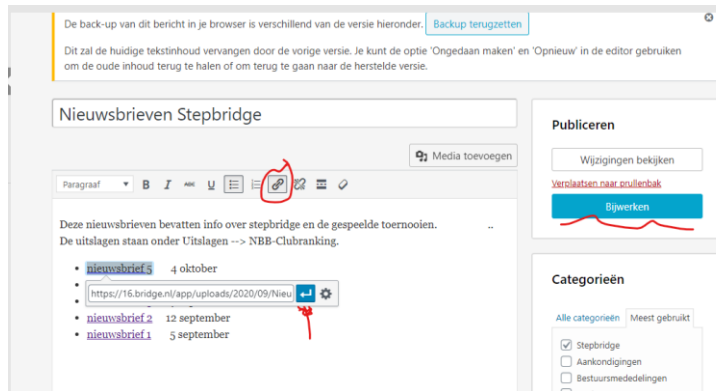 De back-up van dit bericht in je browser is verschillend van de versie hieronder. Backup terugzetten
Dit zal de huidige tekstinhoud vervangen door de vorige versie. Je kunt de optie 'Ongedaan maken' en 'Opnieuw' in de editor gebruiken
om de oude inhoud terug te halen of om terug te gaan naar de herstelde versie.
Nieuwsbrieven Stepbridge
Media toevoegen
Paragraaf B I ABC U
Deze nieuwsbrieven bevatten info over stepbridge en de gespeelde toernooien. ..
De uitslagen staan onder Uitslagen --> NBB-Clubranking.
nieuwsbrief 5 4 oktober
https://16.bridge.nl/app/uploads/2020/09/Nieu
nieuwsbrief 2 12 september
nieuwsbrief 1 5 september
Publiceren
Wijzigingen bekijken
Verplaatsen naar prullenbak
Bijwerken
Categorieën
Alle categorieën Meest gebruikt
Stepbridge
Aankondigingen
Bestuursmededelingen